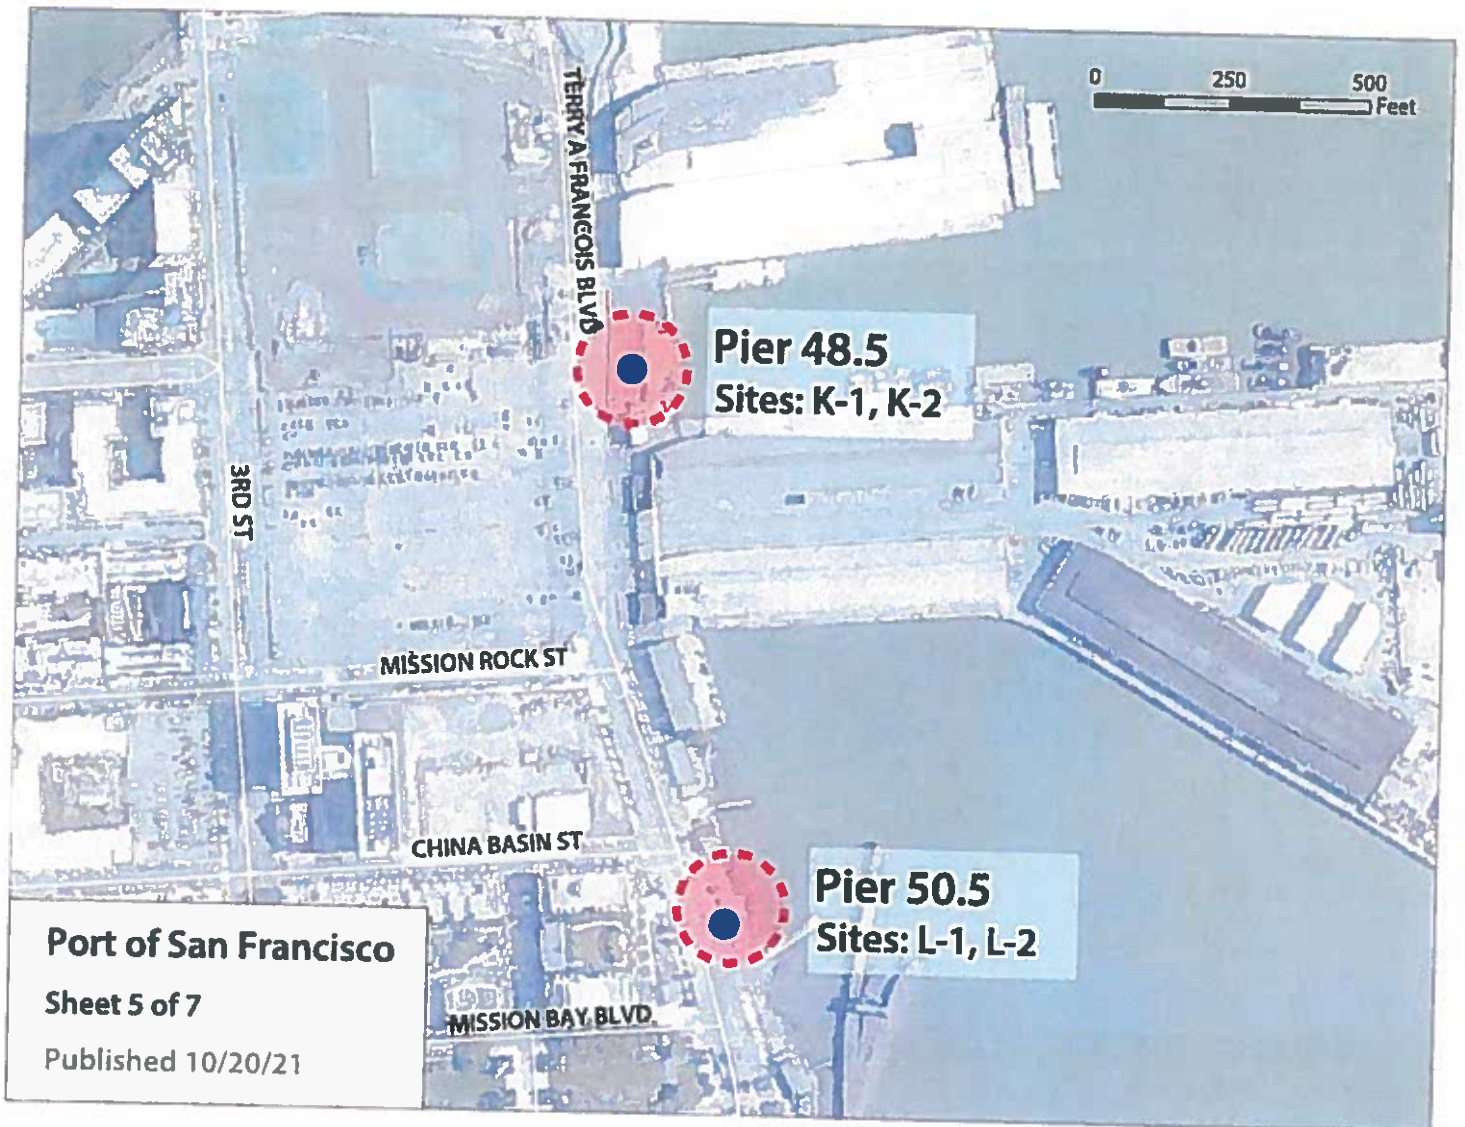 0 250 500
Feet
TERRY A FRANCOIS BLVD
Pier 48.5
Sites: K-1, K-2
3RD ST
MISSION ROCK ST
CHINA BASIN ST
Pier 50.5
Sites: L-1, L-2
MISSION BAY BLVD.
Port of San Francisco
Sheet 5 of 7
Published 10/20/21